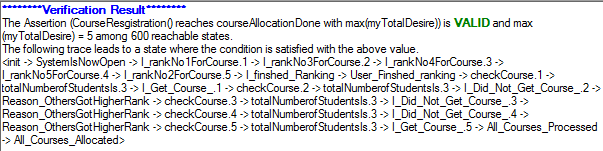 ********Verification Result********
The Assertion (CourseResgistration() reaches courseAllocationDone with max(myTotalDesire)) is VALID and max
(myTotalDesire) = 5 among 600 reachable states.
The following trace leads to a state where the condition is satisfied with the above value.
<init -> SystemIsNowOpen -> I_rankNo1ForCourse.1 -> I_rankNo3ForCourse.2 -> I_rankNo4ForCourse.3 ->
I_rankNo5ForCourse.4 -> I_rankNo2ForCourse.5 -> I_finshed_Ranking -> User_Finshed_ranking -> checkCourse.1 ->
totalNumberofStudentsIs.3 -> I_Get_Course_.1 -> checkCourse.2 -> totalNumberofStudentsIs.3 -> I_Did_Not_Get_Course_.2 ->
Reason_OthersGotHigherRank -> checkCourse.3 -> totalNumberofStudentsIs.3 -> I_Did_Not_Get_Course_.3 ->
Reason_OthersGotHigherRank -> checkCourse.4 -> totalNumberofStudentsIs.3 -> I_Did_Not_Get_Course_.4 ->
Reason_OthersGotHigherRank -> checkCourse.5 -> totalNumberofStudentsIs.3 -> I_Get_Course_.5 -> All_Courses_Processed
-> All_Courses_Allocated>